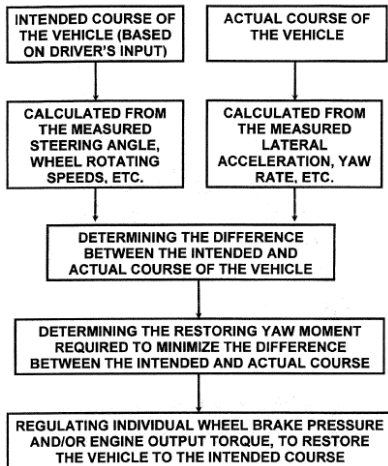 INTENDED COURSE OF
THE VEHICLE (BASED
ON DRIVER'S INPUT)
ACTUAL COURSE OF
THE VEHICLE
CALCULATED FROM
THE MEASURED
STEERING ANGLE,
WHEEL ROTATING
SPEEDS, ETC.
CALCULATED FROM
THE MEASURED
LATERAL
ACCELERATION, YAW
RATE, ETC.
DETERMINING THE DIFFERENCE
BETWEEN THE INTENDED AND
ACTUAL COURSE OF THE VEHICLE
DETERMINING THE RESTORING YAW MOMENT
REQUIRED TO MINIMIZE THE DIFFERENCE
BETWEEN THE INTENDED AND ACTUAL COURSE
REGULATING INDIVIDUAL WHEEL BRAKE PRESSURE
AND/OR ENGINE OUTPUT TORQUE, TO RESTORE
THE VEHICLE TO THE INTENDED COURSE